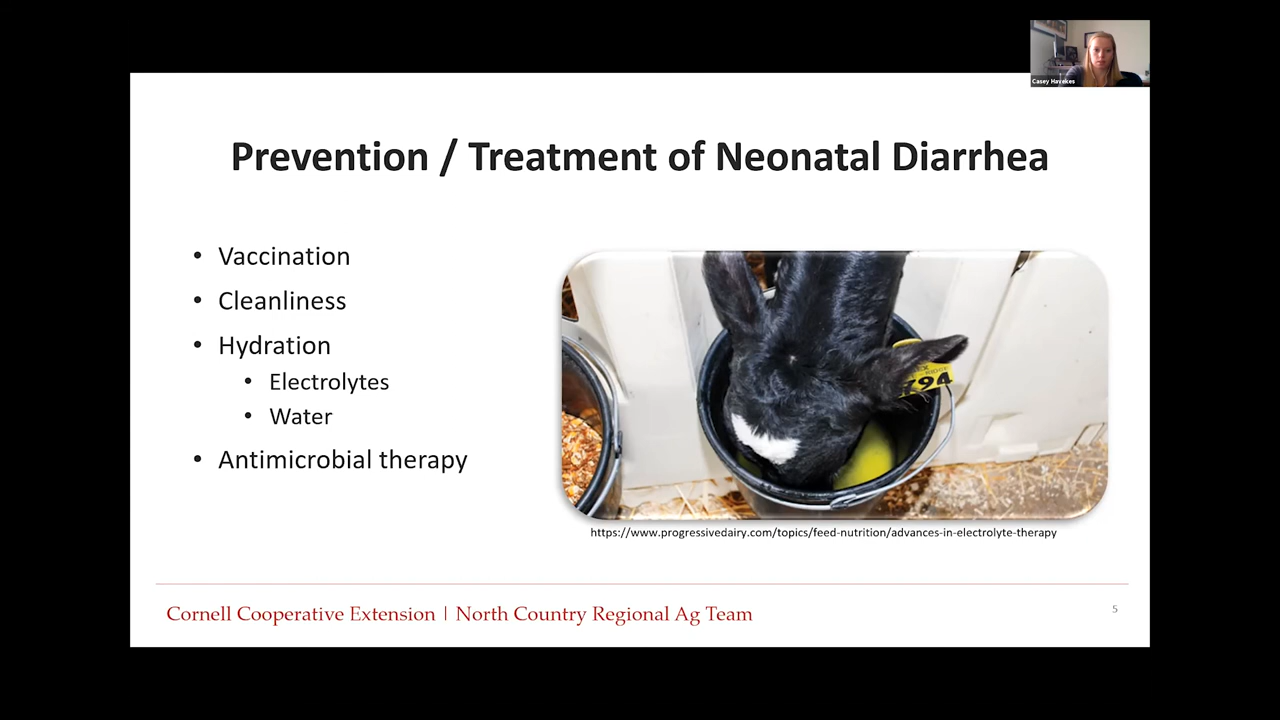 Casey Havekes
Prevention / Treatment of Neonatal Diarrhea
• Vaccination
• Cleanliness
• Hydration
• Electrolytes
• Water
• Antimicrobial therapy
794
https://www.progressivedairy.com/topics/feed-nutrition/advances-in-electrolyte-therapy
Cornell Cooperative Extension | North Country Regional Ag Team
5